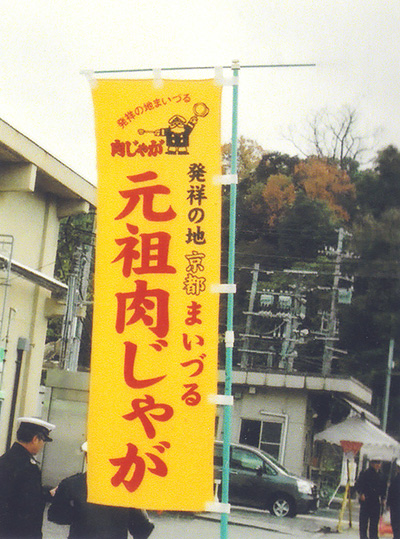 発祥の地まいづる
肉じゃが
発祥の地 京都 まいづる
元祖肉じゃが